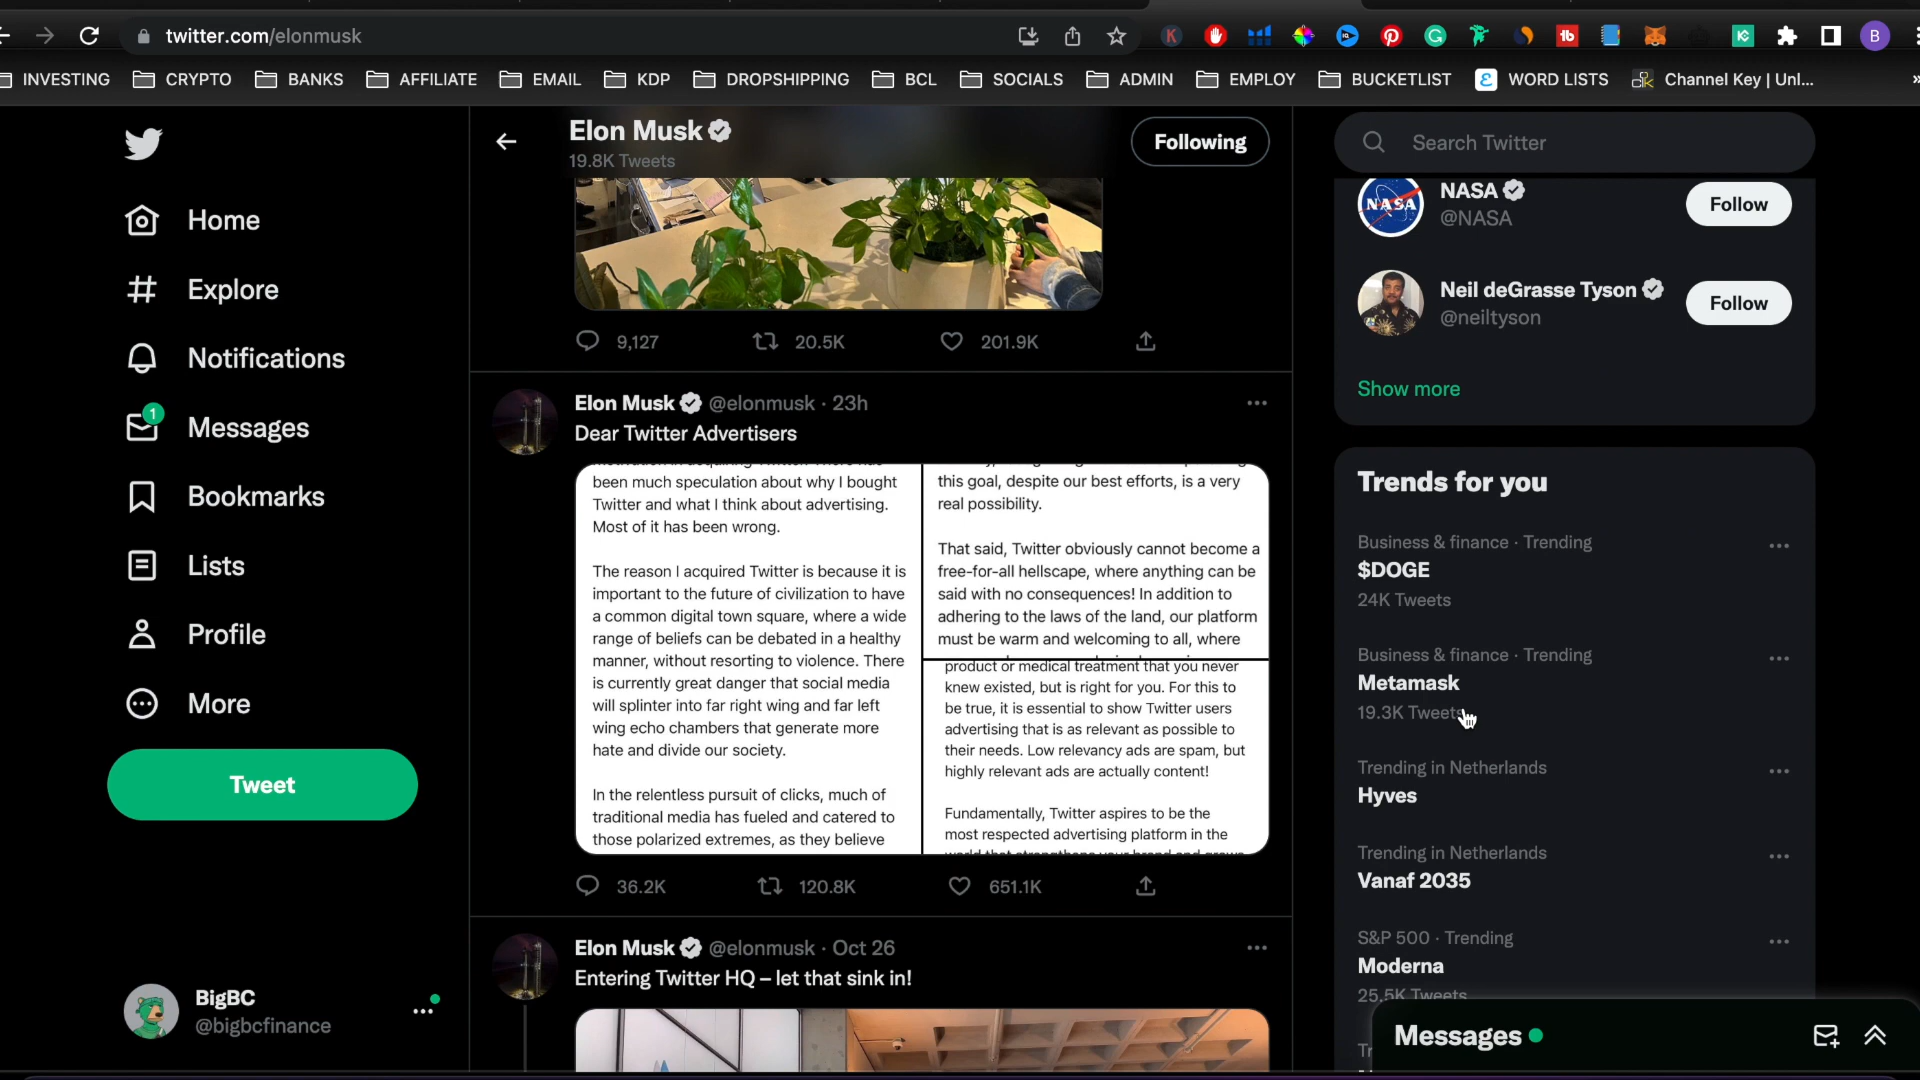 twitter.com/elonmusk
INVESTING
CRYPTO
BANKS
AFFILIATE
EMAIL
KDP
DROPSHIPPING
BCL
SOCIALS
ADMIN
EMPLOY
BUCKETLIST
WORD LISTS
Channel Key | Unl...
»
B
Home
Explore
Notifications
1
Messages
Bookmarks
Lists
Profile
More
Tweet
BigBC
@bigbcfinance
Elon Musk
19.8K Tweets
Following
9,127
20.5K
201.9K
Elon Musk @elonmusk · 23h
Dear Twitter Advertisers
been much speculation about why I bought
Twitter and what I think about advertising.
Most of it has been wrong.
The reason I acquired Twitter is because it is
important to the future of civilization to have
a common digital town square, where a wide
range of beliefs can be debated in a healthy
manner, without resorting to violence. There
is currently great danger that social media
will splinter into far right wing and far left
wing echo chambers that generate more
hate and divide our society.
In the relentless pursuit of clicks, much of
traditional media has fueled and catered to
those polarized extremes, as they believe
this goal, despite our best efforts, is a very
real possibility.
That said, Twitter obviously cannot become a
free-for-all hellscape, where anything can be
said with no consequences! In addition to
adhering to the laws of the land, our platform
must be warm and welcoming to all, where
product or medical treatment that you never
knew existed, but is right for you. For this to
be true, it is essential to show Twitter users
advertising that is as relevant as possible to
their needs. Low relevancy ads are spam, but
highly relevant ads are actually content!
Fundamentally, Twitter aspires to be the
most respected advertising platform in the
36.2K
120.8K
651.1K
Elon Musk @elonmusk · Oct 26
Entering Twitter HQ – let that sink in!
Search Twitter
NASA
NASA
@NASA
Follow
Neil deGrasse Tyson
@neiltyson
Follow
Show more
Trends for you
Business & finance · Trending
$DOGE
24K Tweets
Business & finance · Trending
Metamask
19.3K Tweets
Trending in Netherlands
Hyves
Trending in Netherlands
Vanaf 2035
S&P 500 · Trending
Moderna
25.5K Tweets
Messages